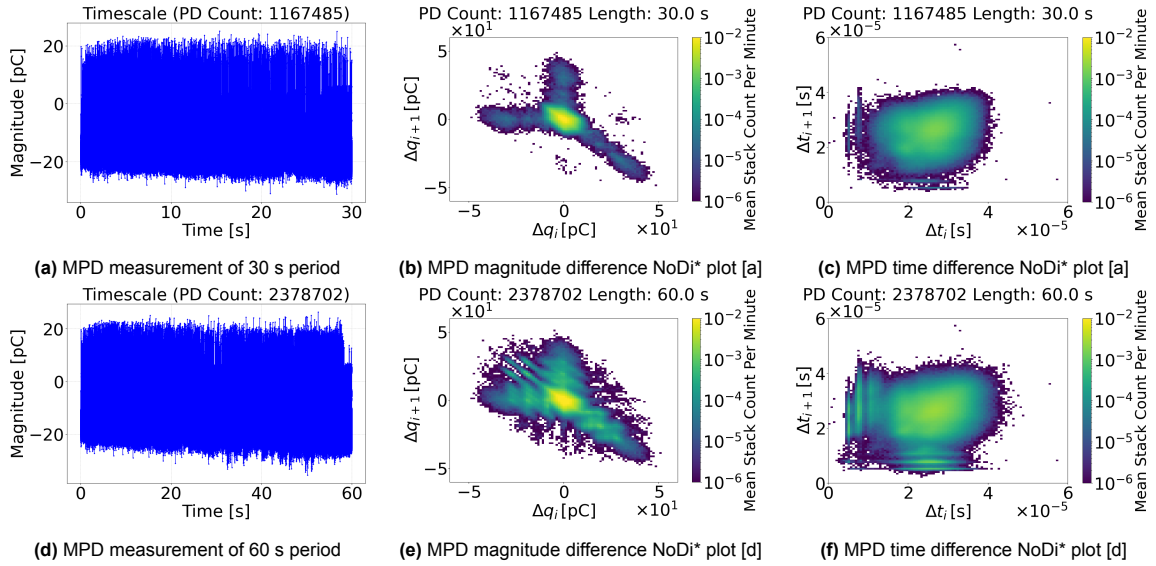 Timescale (PD Count: 1167485)
Magnitude [pC]
20
0
−20
0
10
20
30
Time [s]
(a) MPD measurement of 30 s period
PD Count: 1167485 Length: 30.0 s
×10¹
5
0
−5
Δqᵢ₊₁ [pC]
−5
0
5
Δqᵢ [pC]
×10¹
10⁻²
10⁻³
10⁻⁴
10⁻⁵
10⁻⁶
Mean Stack Count Per Minute
(b) MPD magnitude difference NoDi* plot [a]
PD Count: 1167485 Length: 30.0 s
×10⁻⁵
6
4
2
0
Δtᵢ₊₁ [s]
0
2
4
6
Δtᵢ [s]
×10⁻⁵
10⁻²
10⁻³
10⁻⁴
10⁻⁵
10⁻⁶
Mean Stack Count Per Minute
(c) MPD time difference NoDi* plot [a]
Timescale (PD Count: 2378702)
Magnitude [pC]
20
0
−20
0
20
40
60
Time [s]
(d) MPD measurement of 60 s period
PD Count: 2378702 Length: 60.0 s
×10¹
5
0
−5
Δqᵢ₊₁ [pC]
−5
0
5
Δqᵢ [pC]
×10¹
10⁻²
10⁻³
10⁻⁴
10⁻⁵
10⁻⁶
Mean Stack Count Per Minute
(e) MPD magnitude difference NoDi* plot [d]
PD Count: 2378702 Length: 60.0 s
×10⁻⁵
6
4
2
0
Δtᵢ₊₁ [s]
0
2
4
6
Δtᵢ [s]
×10⁻⁵
10⁻²
10⁻³
10⁻⁴
10⁻⁵
10⁻⁶
Mean Stack Count Per Minute
(f) MPD time difference NoDi* plot [d]